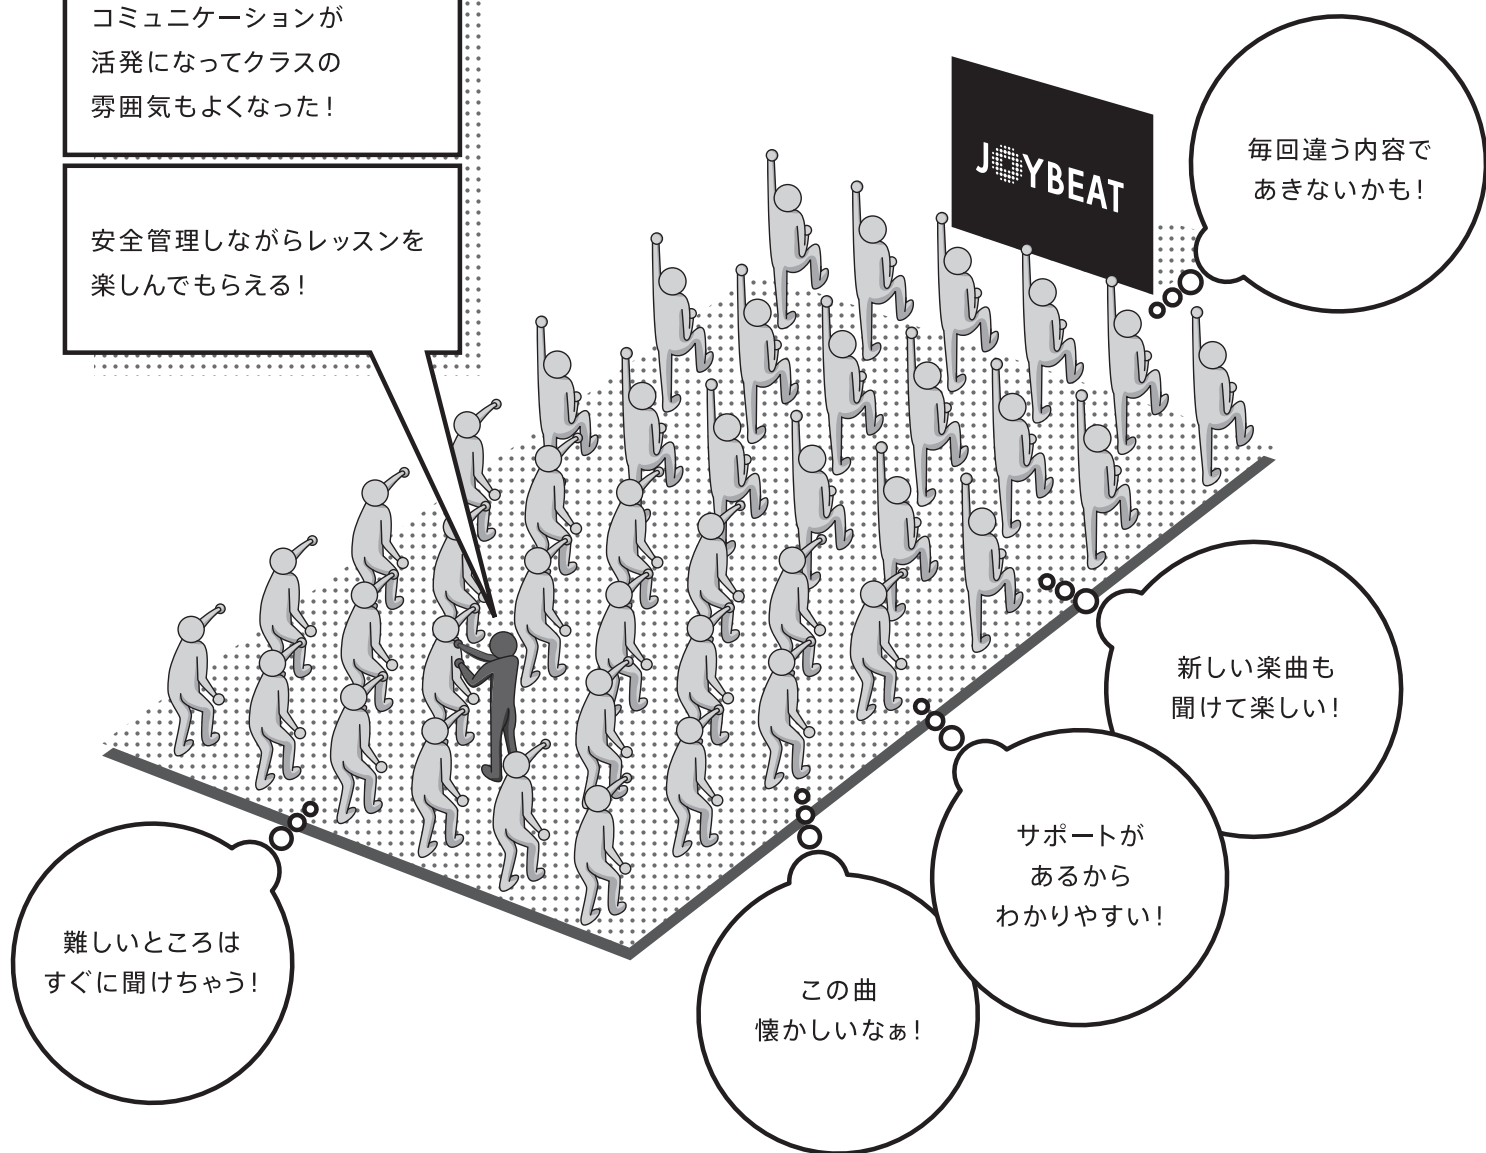 コミュニケーションが
活発になってクラスの
雰囲気もよくなった！
安全管理しながらレッスンを
楽しんでもらえる！
JOYBEAT
毎回違う内容で
あきないかも！
新しい楽曲も
聞けて楽しい！
サポートが
あるから
わかりやすい！
この曲
懐かしいなぁ！
難しいところは
すぐに聞けちゃう！